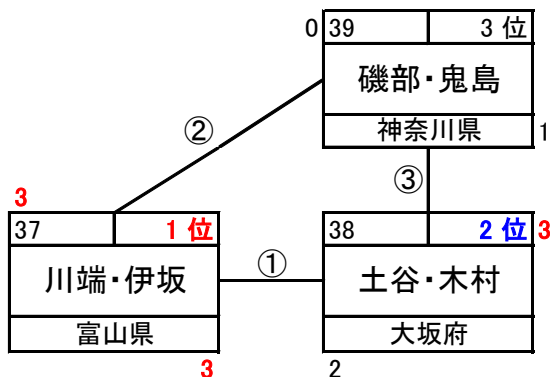 0 39 3 位
磯部・鬼島
神奈川県 1
②
③
3
37 1 位
川端・伊坂
富山県
3
①
38 2 位 3
土谷・木村
大坂府
2